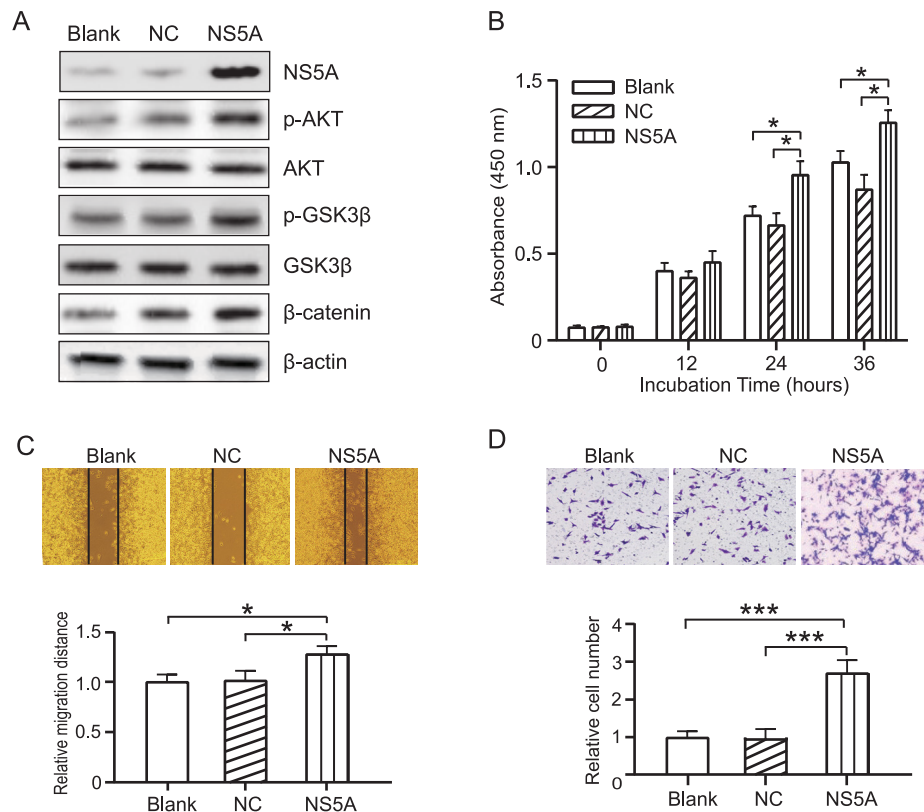 A
Blank NC NS5A
NS5A
p-AKT
AKT
p-GSK3β
GSK3β
β-catenin
β-actin
B
Blank
NC
NS5A
* * * *
1.5
1.0
0.5
0
Absorbance (450 nm)
0 12 24 36
Incubation Time (hours)
C
Blank NC NS5A
* *
1.5
1.0
0.5
0
Relative migration distance
Blank NC NS5A
D
Blank NC NS5A
*** ***
4
3
2
1
0
Relative cell number
Blank NC NS5A